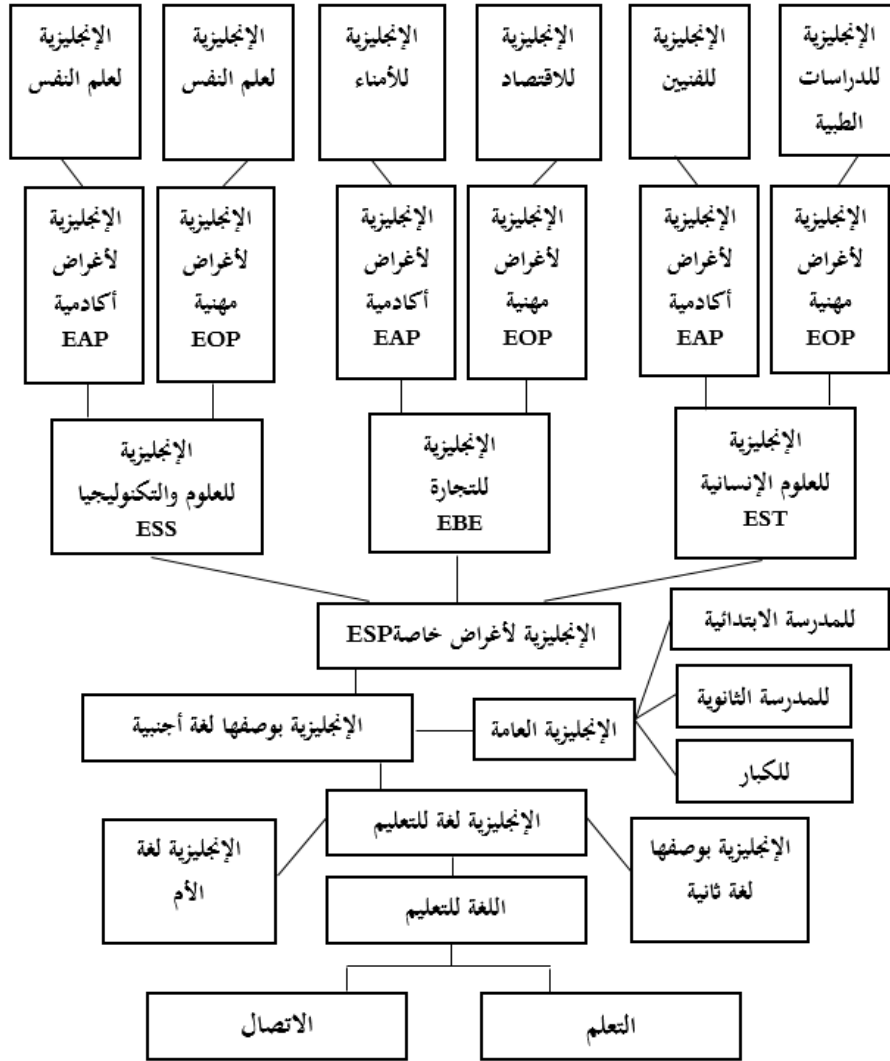 الإنجليزية
للدراسات
الطبية
الإنجليزية
للفنيين
الإنجليزية
للاقتصاد
الإنجليزية
للأمناء
الإنجليزية
لعلم النفس
الإنجليزية
لعلم النفس
الإنجليزية
لأغراض
مهنية
EOP
الإنجليزية
لأغراض
أكادمية
EAP
الإنجليزية
لأغراض
مهنية
EOP
الإنجليزية
لأغراض
أكادمية
EAP
الإنجليزية
لأغراض
مهنية
EOP
الإنجليزية
لأغراض
أكادمية
EAP
الإنجليزية
للعلوم الإنسانية
EST
الإنجليزية
للتجارة
EBE
الإنجليزية
للعلوم والتكنوليجيا
ESS
الإنجليزية لأغراض خاصةESP
للمدرسة الابتدائية
للمدرسة الثانوية
للكبار
الإنجليزية العامة
الإنجليزية بوصفها لغة أجنبية
الإنجليزية لغة للتعليم
الإنجليزية بوصفها
لغة ثانية
الإنجليزية لغة
الأم
اللغة للتعليم
التعلم
الاتصال